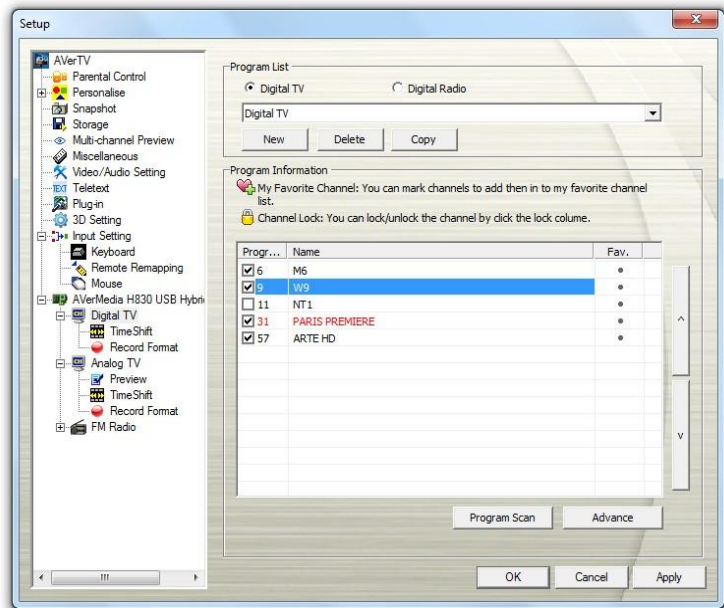 Setup
AVerTV
Parental Control
Personalise
Snapshot
Storage
Multi-channel Preview
Miscellaneous
Video/Audio Setting
TEXT Teletext
Plug-in
3D Setting
Input Setting
Keyboard
Remote Remapping
Mouse
AVerMedia H830 USB Hybri
Digital TV
TimeShift
Record Format
Analog TV
Preview
TimeShift
Record Format
FM Radio
Program List
Digital TV
Digital Radio
Digital TV
New
Delete
Copy
Program Information
My Favorite Channel: You can mark channels to add then in to my favorite channel
list.
Channel Lock: You can lock/unlock the channel by click the lock colume.
Progr... Name Fav.
6 M6
9 W9
11 NT1
31 PARIS PREMIERE
57 ARTE HD
Program Scan
Advance
OK
Cancel
Apply